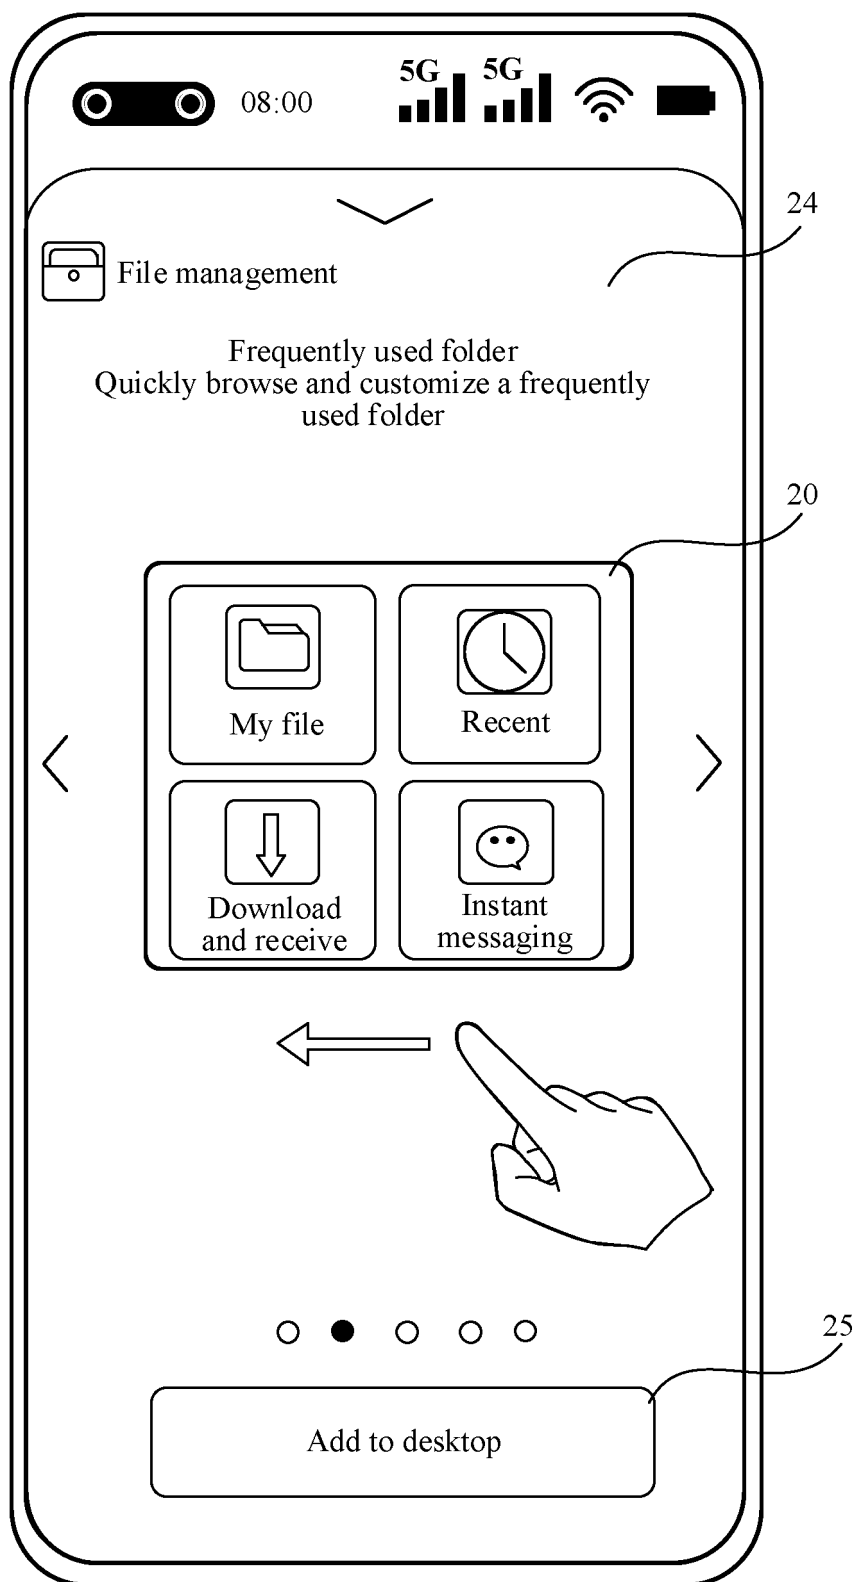 08:00
5G 5G
24
File management
Frequently used folder
Quickly browse and customize a frequently
used folder
20
My file
Recent
Download
and receive
Instant
messaging
25
Add to desktop